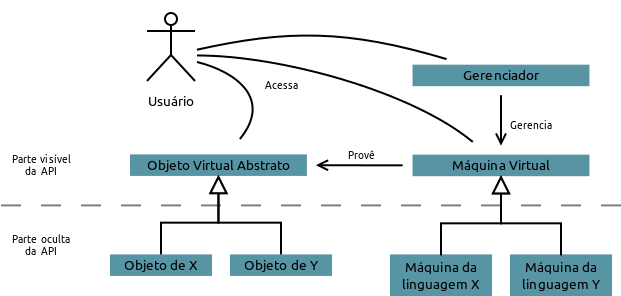 Gerenciador
Acessa
Usuário
Gerencia
Parte visível
da API
Objeto Virtual Abstrato
Provê
Máquina Virtual
Parte oculta
da API
Objeto de X
Objeto de Y
Máquina da
linguagem X
Máquina da
linguagem Y